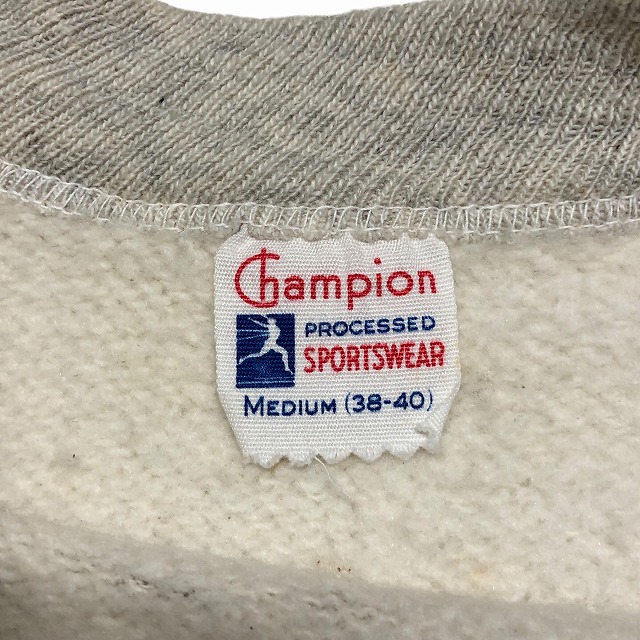 Champion
PROCESSED
SPORTSWEAR
MEDIUM (38-40)